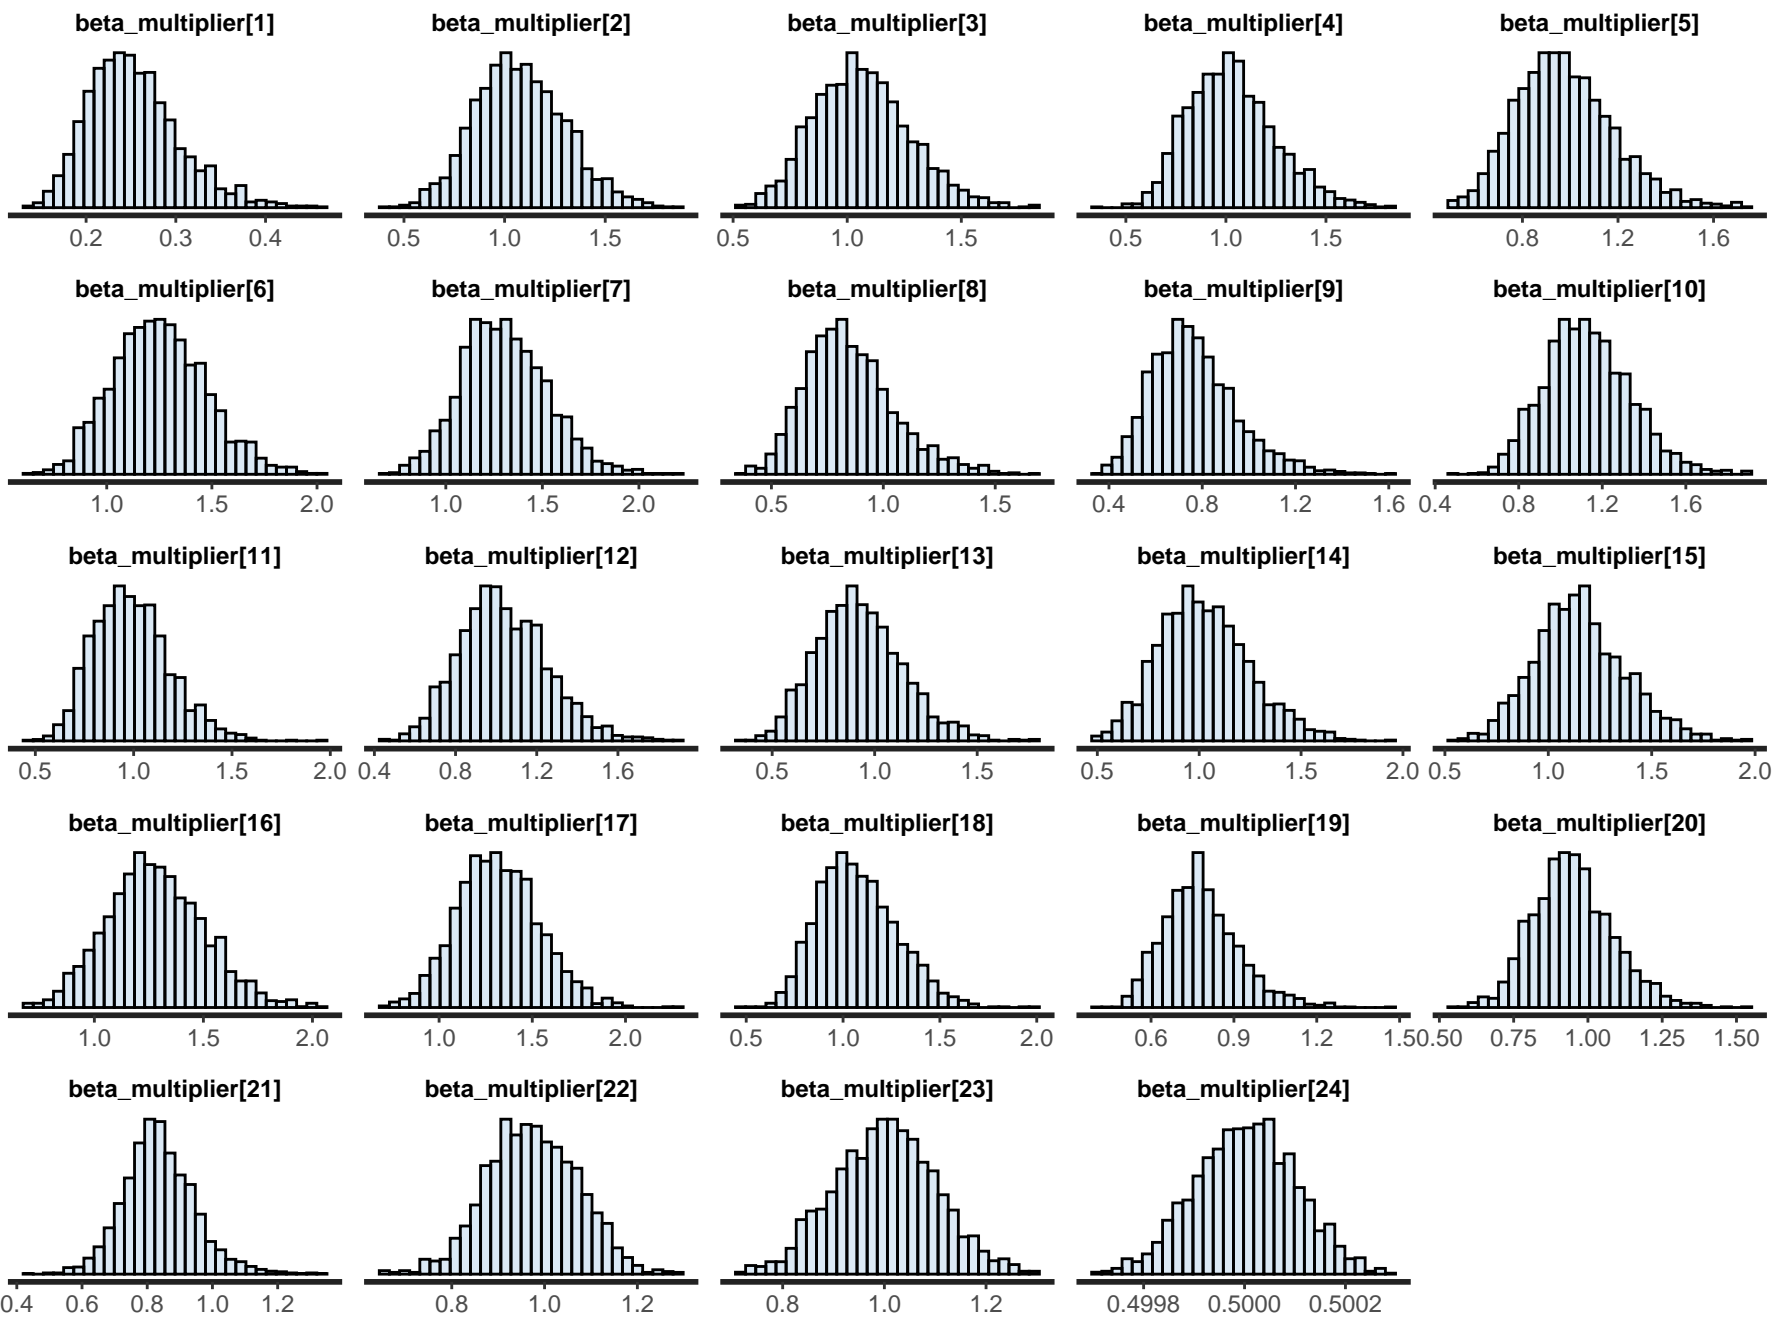 beta_multiplier[1] beta_multiplier[2] beta_multiplier[3] beta_multiplier[4] beta_multiplier[5]
0.2 0.3 0.4 0.5 1.0 1.5 0.5 1.0 1.5 0.5 1.0 1.5 0.8 1.2 1.6
beta_multiplier[6] beta_multiplier[7] beta_multiplier[8] beta_multiplier[9] beta_multiplier[10]
1.0 1.5 2.0 1.0 1.5 2.0 0.5 1.0 1.5 0.4 0.8 1.2 1.6 0.4 0.8 1.2 1.6
beta_multiplier[11] beta_multiplier[12] beta_multiplier[13] beta_multiplier[14] beta_multiplier[15]
0.5 1.0 1.5 2.0 0.4 0.8 1.2 1.6 0.5 1.0 1.5 0.5 1.0 1.5 2.0 0.5 1.0 1.5 2.0
beta_multiplier[16] beta_multiplier[17] beta_multiplier[18] beta_multiplier[19] beta_multiplier[20]
1.0 1.5 2.0 1.0 1.5 2.0 0.5 1.0 1.5 2.0 0.6 0.9 1.2 1.5 0.50 0.75 1.00 1.25 1.50
beta_multiplier[21] beta_multiplier[22] beta_multiplier[23] beta_multiplier[24]
0.4 0.6 0.8 1.0 1.2 0.8 1.0 1.2 0.8 1.0 1.2 0.4998 0.5000 0.5002